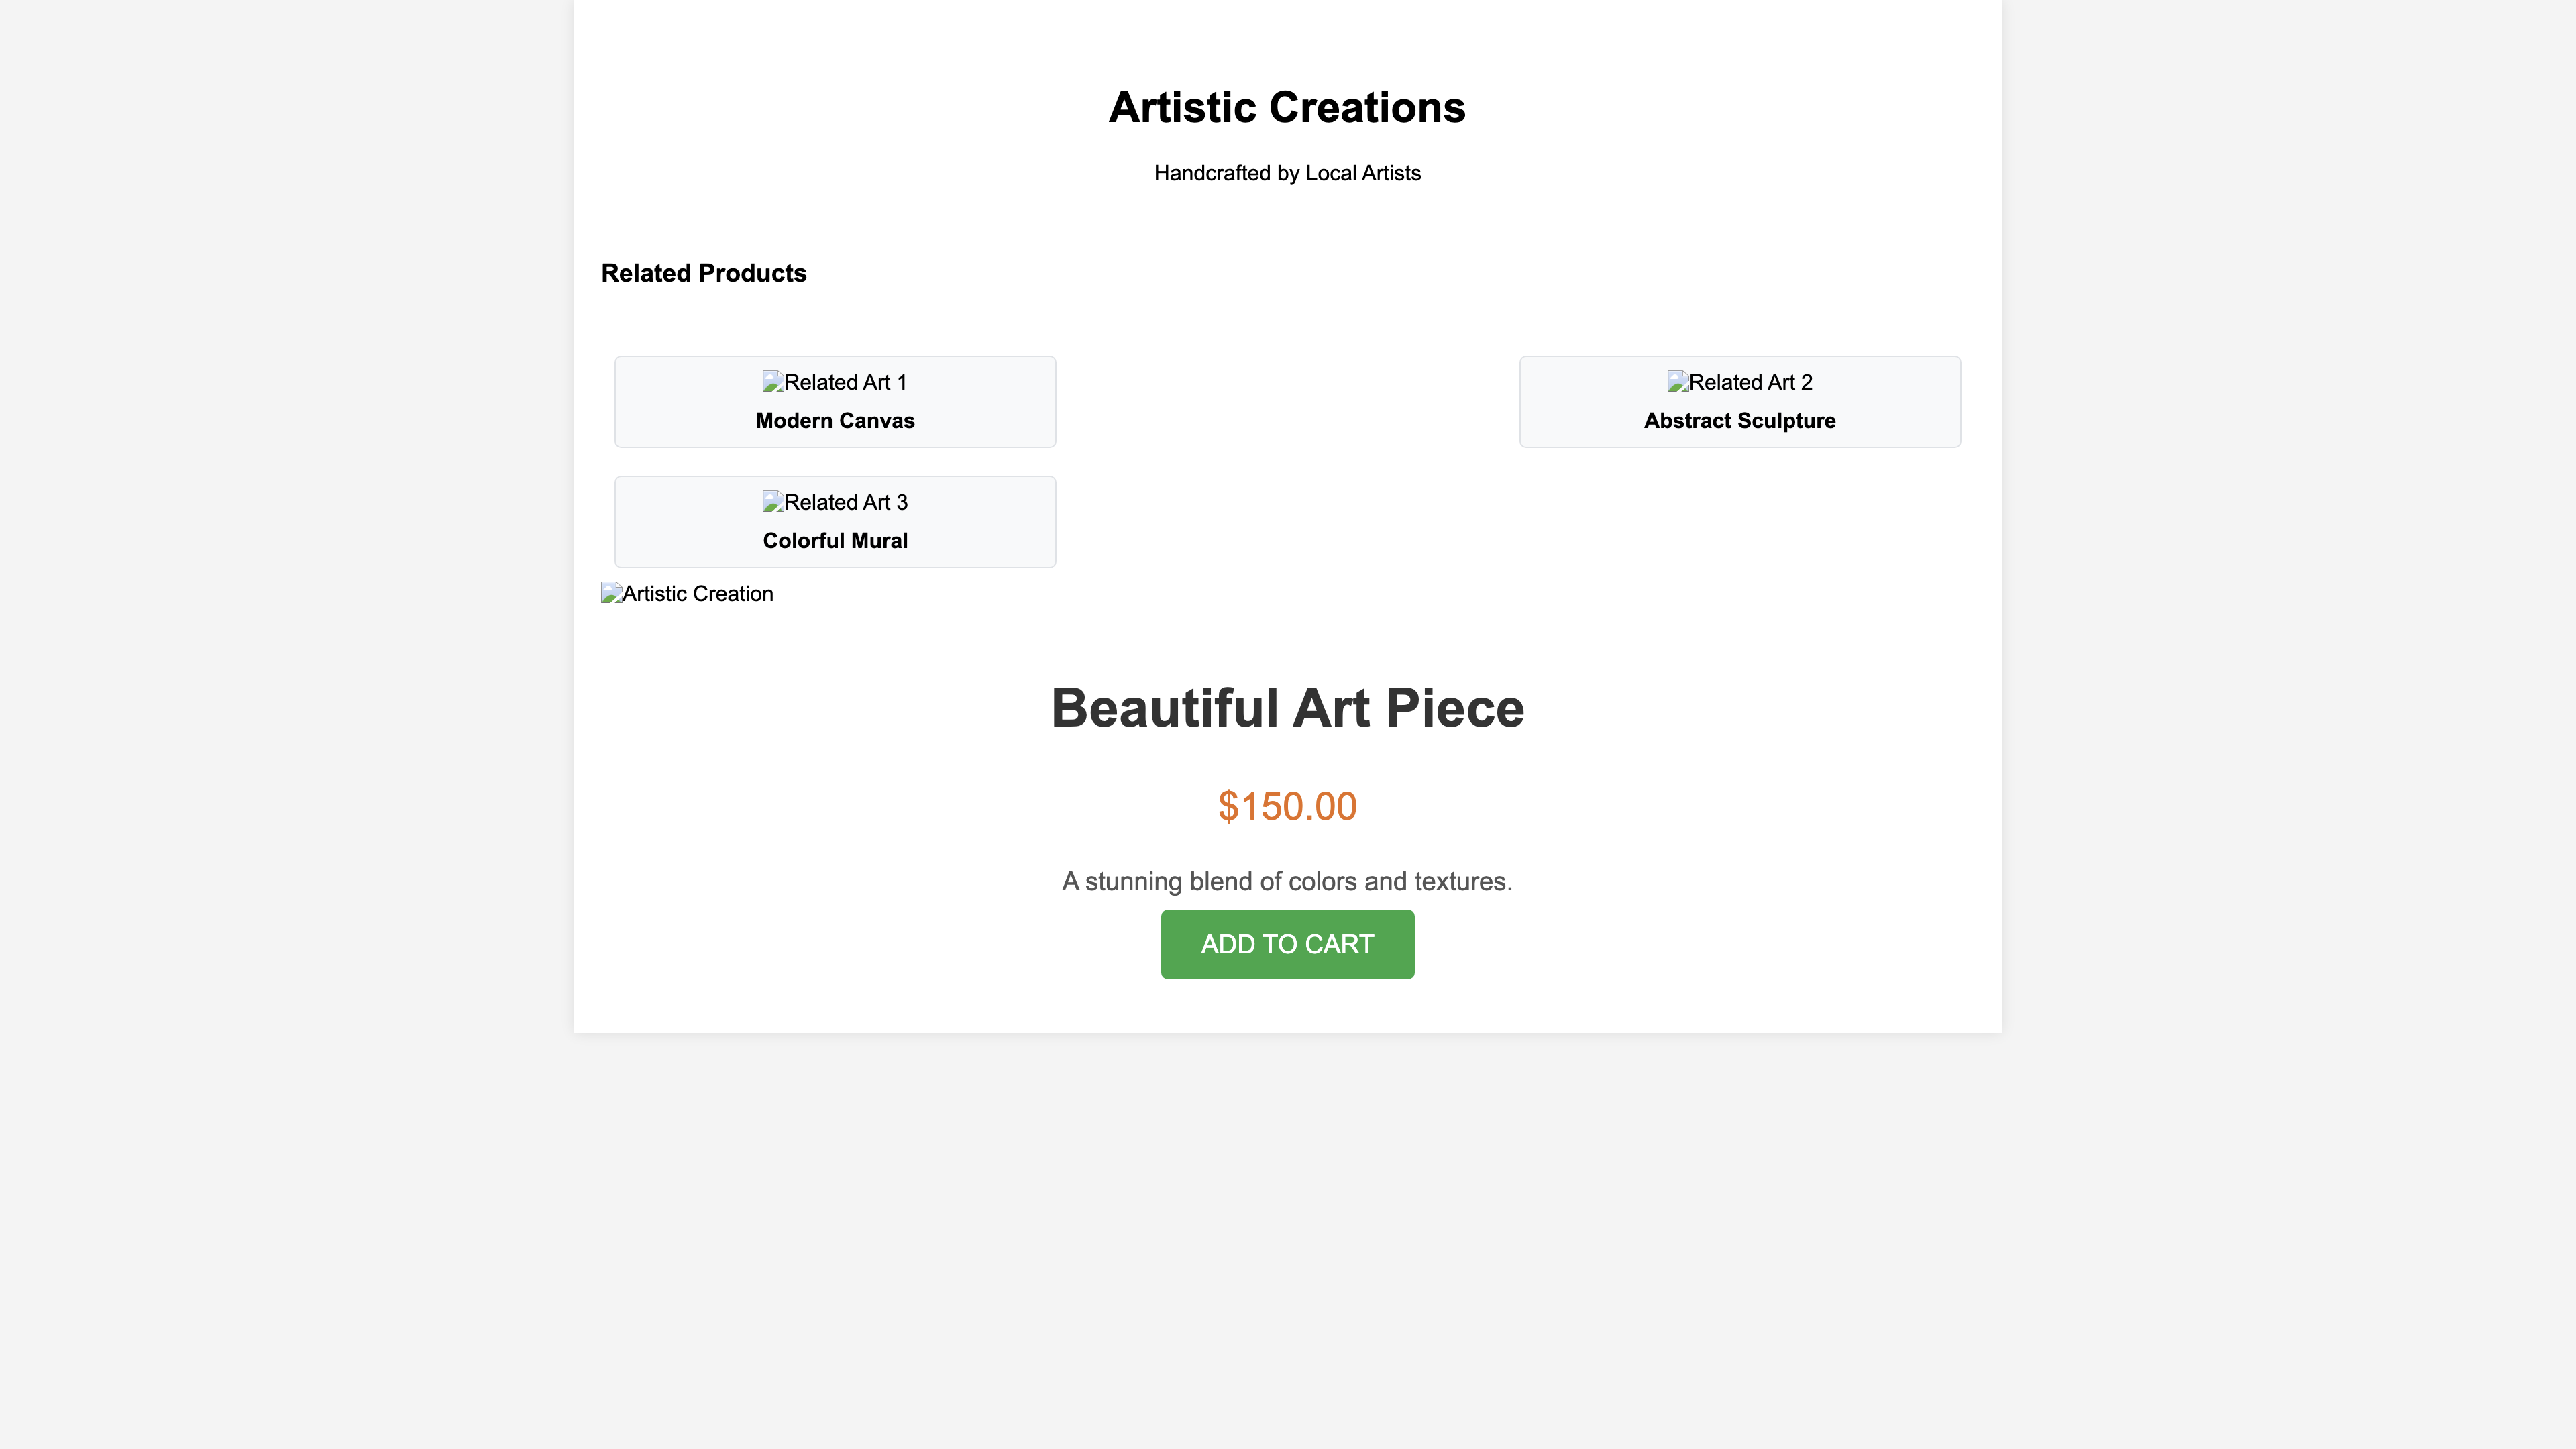 Artistic Creations
Handcrafted by Local Artists
Related Products
Related Art 1
Modern Canvas
Related Art 2
Abstract Sculpture
Related Art 3
Colorful Mural
Artistic Creation
Beautiful Art Piece
$150.00
A stunning blend of colors and textures.
ADD TO CART